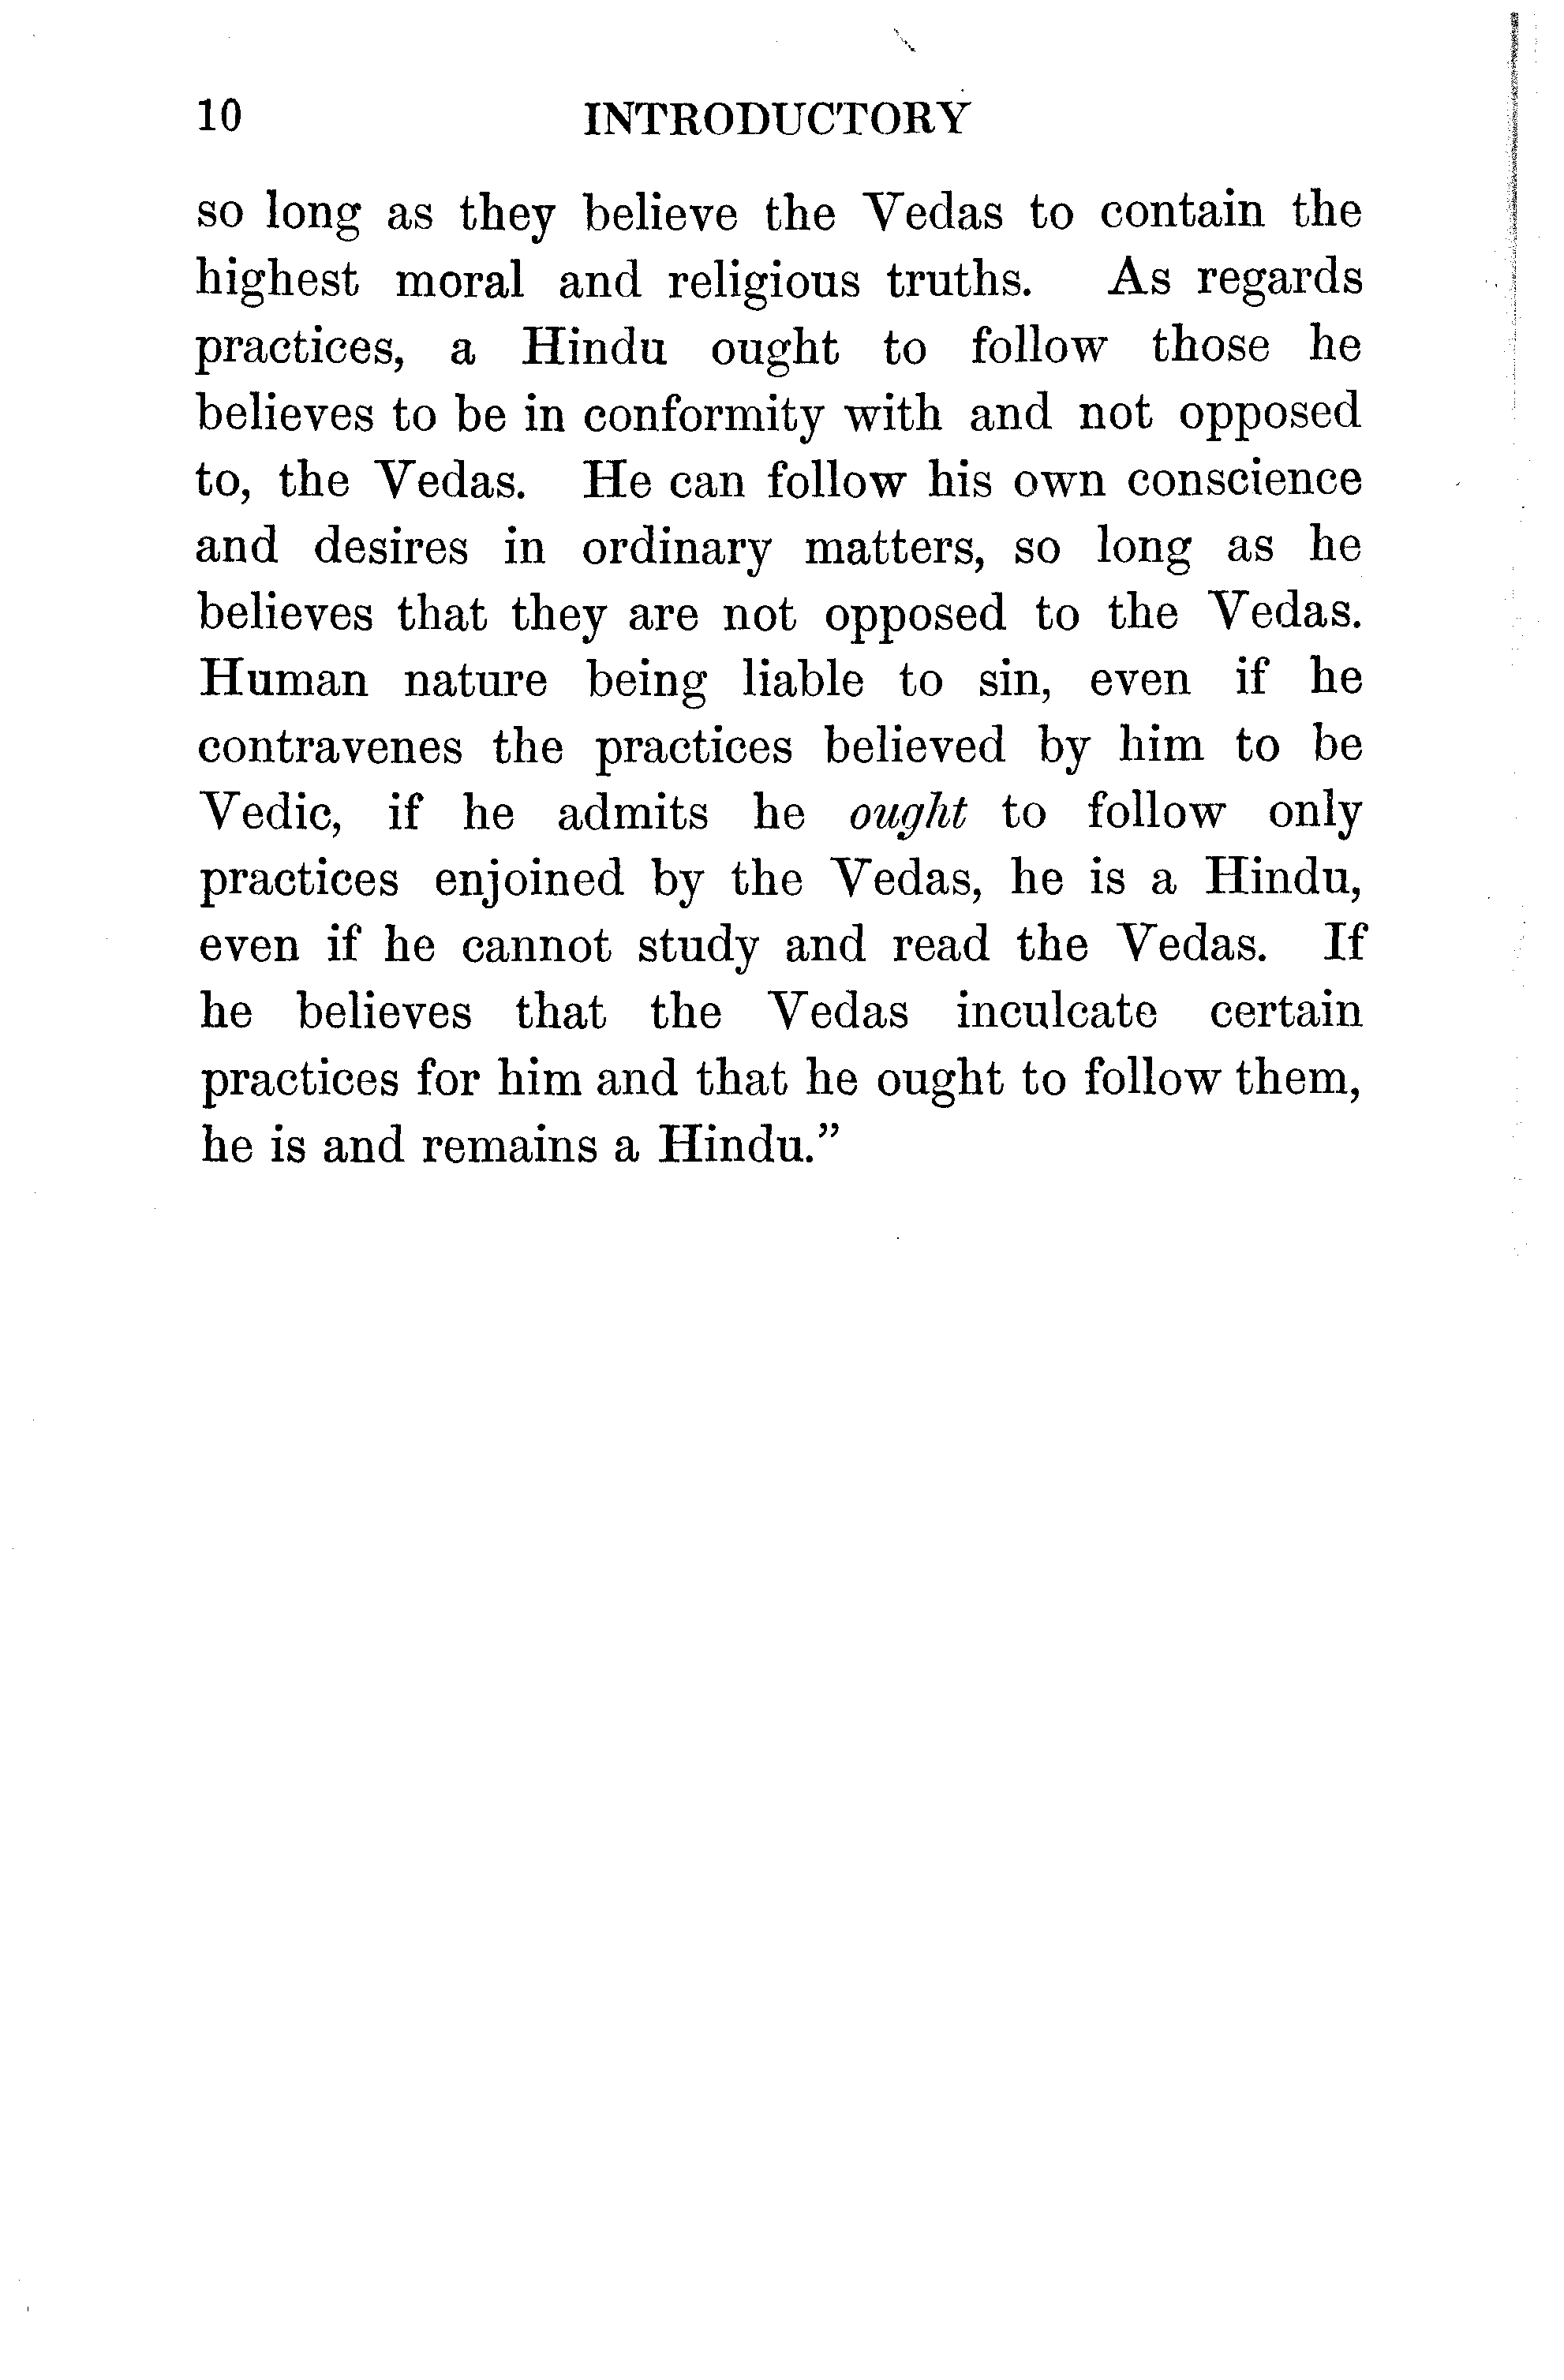 10 INTRODUCTORY
so long as they believe the Vedas to contain the
highest moral and religious truths. As regards
practices, a Hindu ought to follow those he
believes to be in conformity with and not opposed
to, the Vedas. He can follow his own conscience
and desires in ordinary matters, so long as he
believes that they are not opposed to the Vedas.
Human nature being liable to sin, even if he
contravenes the practices believed by him to be
Vedic, if he admits he ought to follow only
practices enjoined by the Vedas, he is a Hindu,
even if he cannot study and read the Vedas. If
he believes that the Vedas inculcate certain
practices for him and that he ought to follow them,
he is and remains a Hindu.”